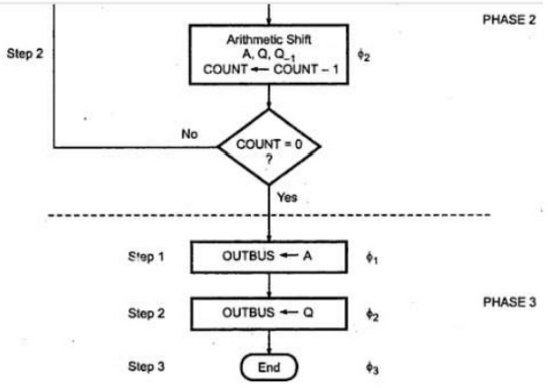 PHASE 2
Step 2
Arithmetic Shift
A, Q, Q-1
COUNT ← COUNT – 1
ϕ2
No
COUNT = 0
?
Yes
Step 1
OUTBUS ← A
ϕ1
Step 2
OUTBUS ← Q
ϕ2
PHASE 3
Step 3
End
ϕ3